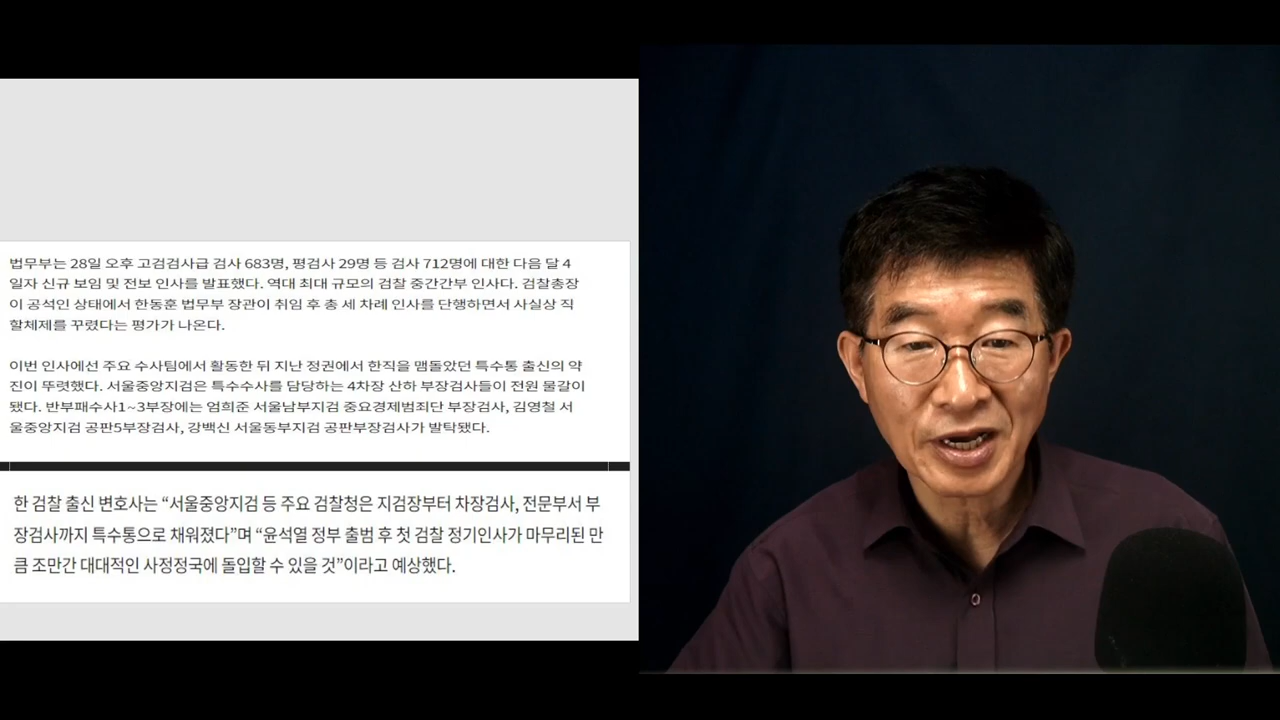 법무부는 28일 오후 고검검사급 검사 683명, 평검사 29명 등 검사 712명에 대한 다음 달 4
일자 신규 보임 및 전보 인사를 발표했다. 역대 최대 규모의 검찰 중간간부 인사다. 검찰총장
이 공석인 상태에서 한동훈 법무부 장관이 취임 후 총 세 차례 인사를 단행하면서 사실상 직
할체제를 꾸렸다는 평가가 나온다.
이번 인사에선 주요 수사팀에서 활동한 뒤 지난 정권에서 한직을 맴돌았던 특수통 출신의 약
진이 뚜렷했다. 서울중앙지검은 특수수사를 담당하는 4차장 산하 부장검사들이 전원 물갈이
됐다. 반부패수사1~3부장에는 엄희준 서울남부지검 중요경제범죄단 부장검사, 김영철 서
울중앙지검 공판5부장검사, 강백신 서울동부지검 공판부장검사가 발탁됐다.
한 검찰 출신 변호사는 “서울중앙지검 등 주요 검찰청은 지검장부터 차장검사, 전문부서 부
장검사까지 특수통으로 채워졌다”며 “윤석열 정부 출범 후 첫 검찰 정기인사가 마무리된 만
큼 조만간 대대적인 사정정국에 돌입할 수 있을 것”이라고 예상했다.